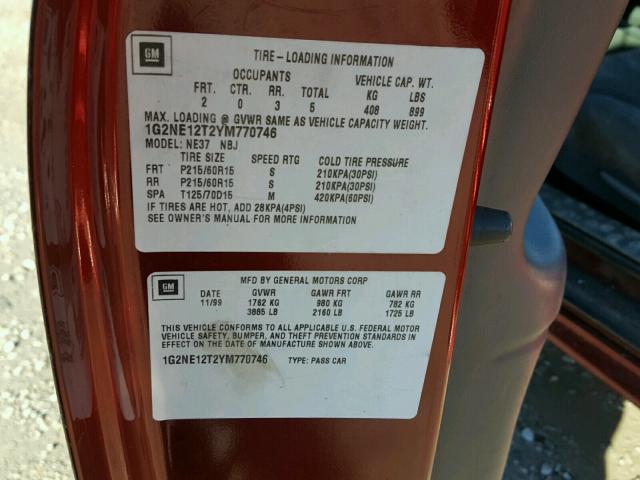 GM
TIRE-LOADING INFORMATION
OCCUPANTS VEHICLE CAP. WT.
FRT. CTR. RR. TOTAL KG LBS
2 0 3 5 408 899
MAX. LOADING @ GVWR SAME AS VEHICLE CAPACITY WEIGHT.
1G2NE12T2YM770746
MODEL: NE37 NBJ
TIRE SIZE SPEED RTG COLD TIRE PRESSURE
FRT P215/60R15 S 210KPA(30PSI)
RR P215/60R15 S 210KPA(30PSI)
SPA T125/70D15 M 420KPA(60PSI)
IF TIRES ARE HOT, ADD 28KPA(4PSI)
SEE OWNER'S MANUAL FOR MORE INFORMATION
GM
MFD BY GENERAL MOTORS CORP
DATE GVWR GAWR FRT GAWR RR
11/99 1762 KG 980 KG 782 KG
3885 LB 2160 LB 1725 LB
THIS VEHICLE CONFORMS TO ALL APPLICABLE U.S. FEDERAL MOTOR
VEHICLE SAFETY, BUMPER, AND THEFT PREVENTION STANDARDS IN
EFFECT ON THE DATE OF MANUFACTURE SHOWN ABOVE.
1G2NE12T2YM770746 TYPE: PASS CAR